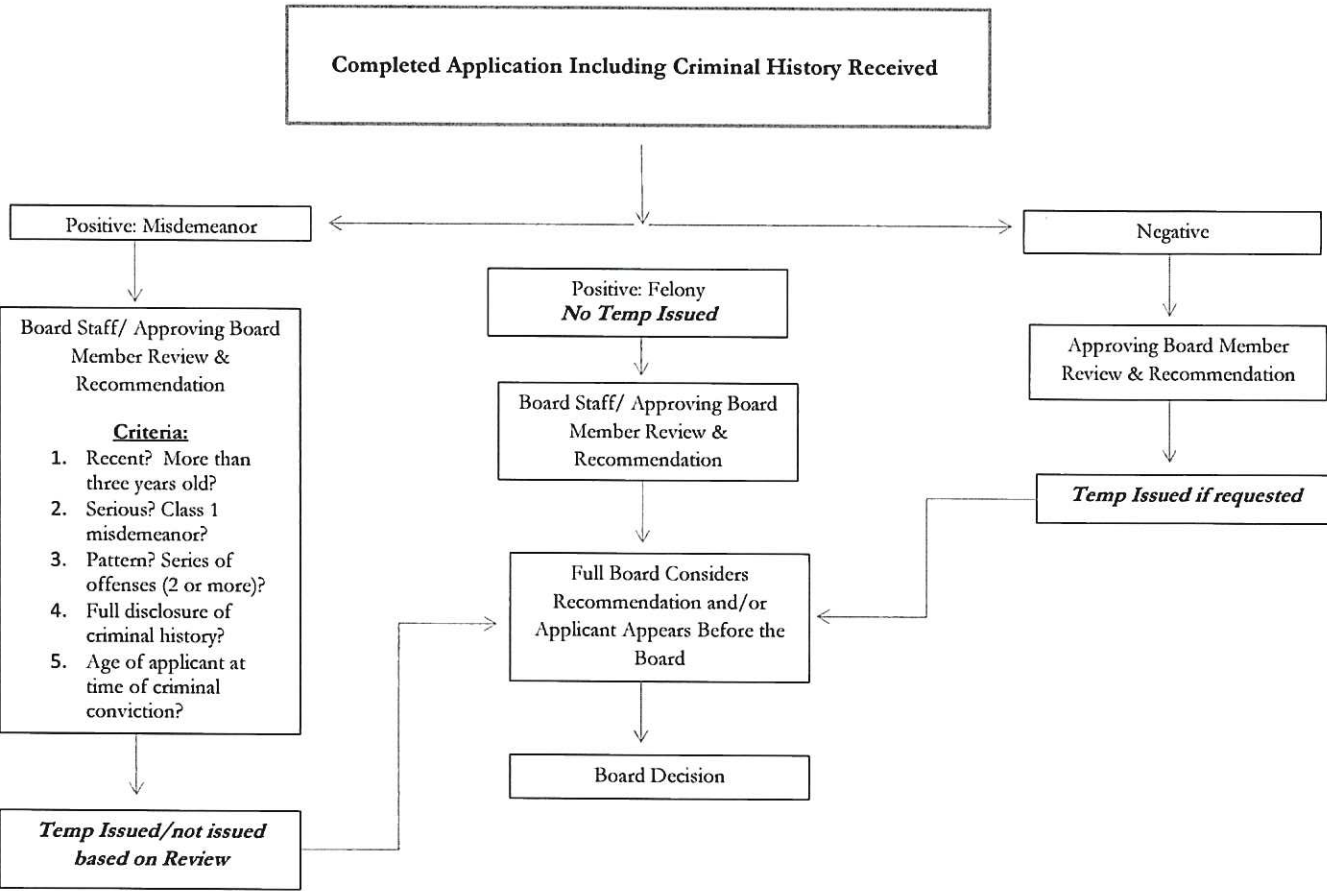 Completed Application Including Criminal History Received
Positive: Misdemeanor
Negative
Positive: Felony
No Temp Issued
Board Staff/ Approving Board
Member Review &
Recommendation
Criteria:
1. Recent? More than
three years old?
2. Serious? Class 1
misdemeanor?
3. Pattern? Series of
offenses (2 or more)?
4. Full disclosure of
criminal history?
5. Age of applicant at
time of criminal
conviction?
Temp Issued/not issued
based on Review
Board Staff/ Approving Board
Member Review &
Recommendation
Approving Board Member
Review & Recommendation
Temp Issued if requested
Full Board Considers
Recommendation and/or
Applicant Appears Before the
Board
Board Decision